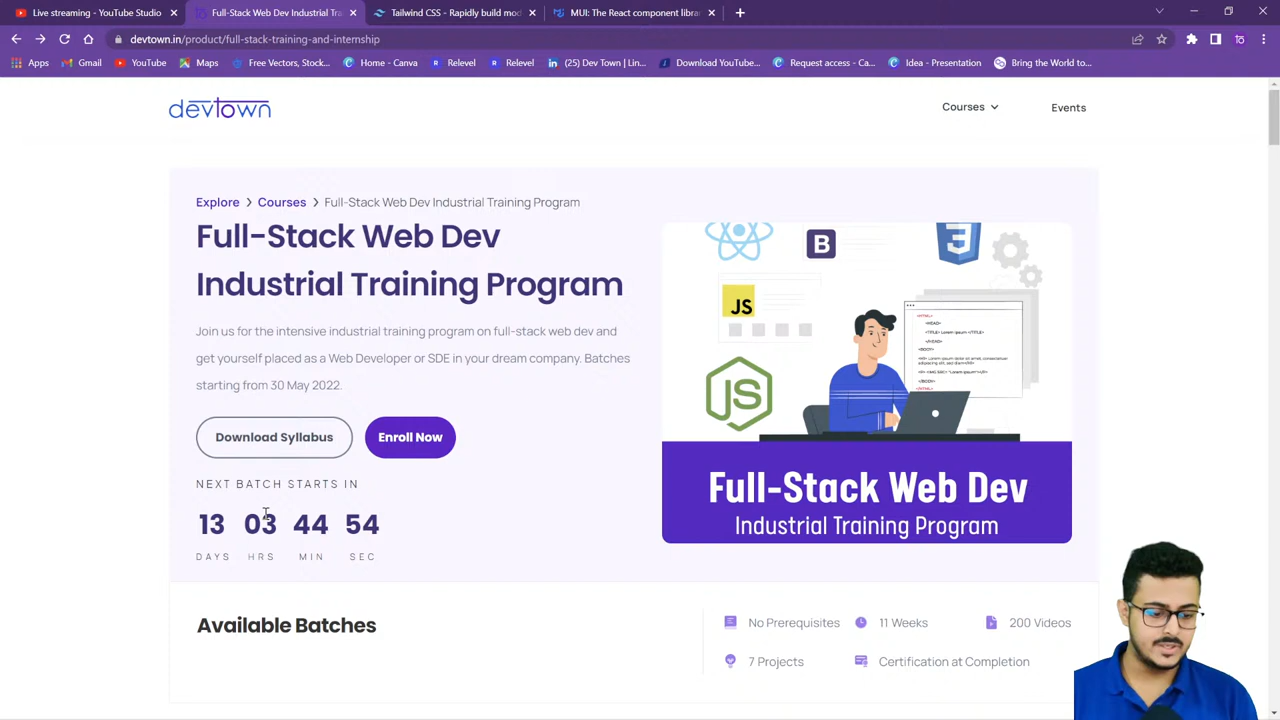 Live streaming - YouTube Studio
Dev Town | Full-Stack Training
Tailwind CSS - Rapidly build mod
MUI: The React component libra
devtown.in/product/full-stack-training-and-internship
Apps
Gmail
YouTube
Maps
Free Vectors, Stock...
Home - Canva
Relevel
Relevel
(25) Dev Town | Lin...
Download YouTube...
Request access - Ca...
Idea - Presentation
Bring the World to...
devtown
Courses
Events
Explore > Courses > Full-Stack Web Dev Industrial Training Program
Full-Stack Web Dev
Industrial Training Program
Join us for the intensive industrial training program on full-stack web dev and
get yourself placed as a Web Developer or SDE in your dream company. Batches
starting from 30 May 2022.
Download Syllabus
Enroll Now
NEXT BATCH STARTS IN
13 03 44 54
DAYS HRS MIN SEC
B
3
JS
JS
Full-Stack Web Dev
Industrial Training Program
Available Batches
No Prerequisites
11 Weeks
200 Videos
7 Projects
Certification at Completion